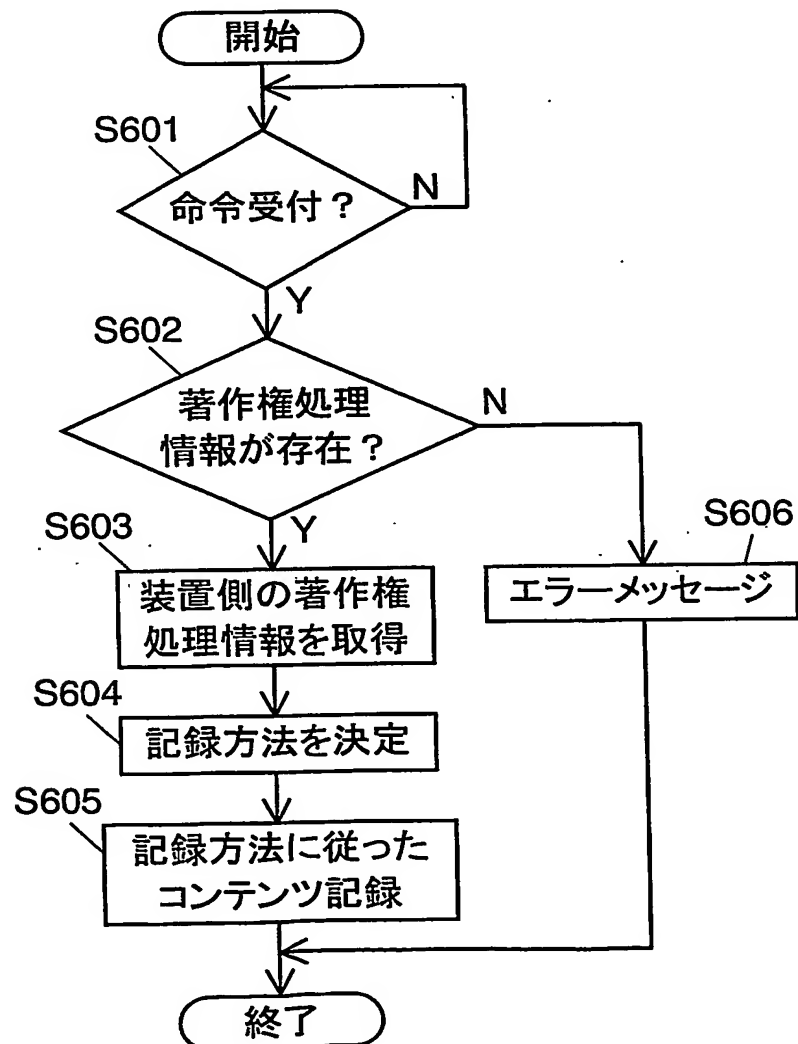 開始
S601
命令受付?
N
Y
S602
著作権処理
情報が存在?
N
Y
S603
装置側の著作権
処理情報を取得
S606
エラーメッセージ
S604
記録方法を決定
S605
記録方法に従った
コンテンツ記録
終了